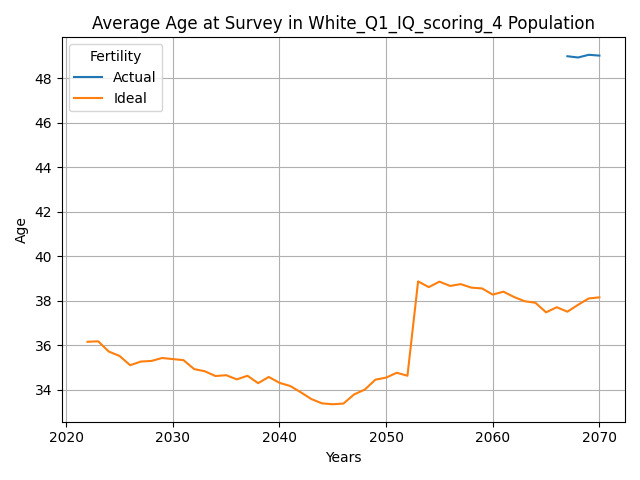 Average Age at Survey in White_Q1_IQ_scoring_4 Population
Fertility
Actual
Ideal
48
46
44
42
40
38
36
34
Age
2020
2030
2040
2050
2060
2070
Years